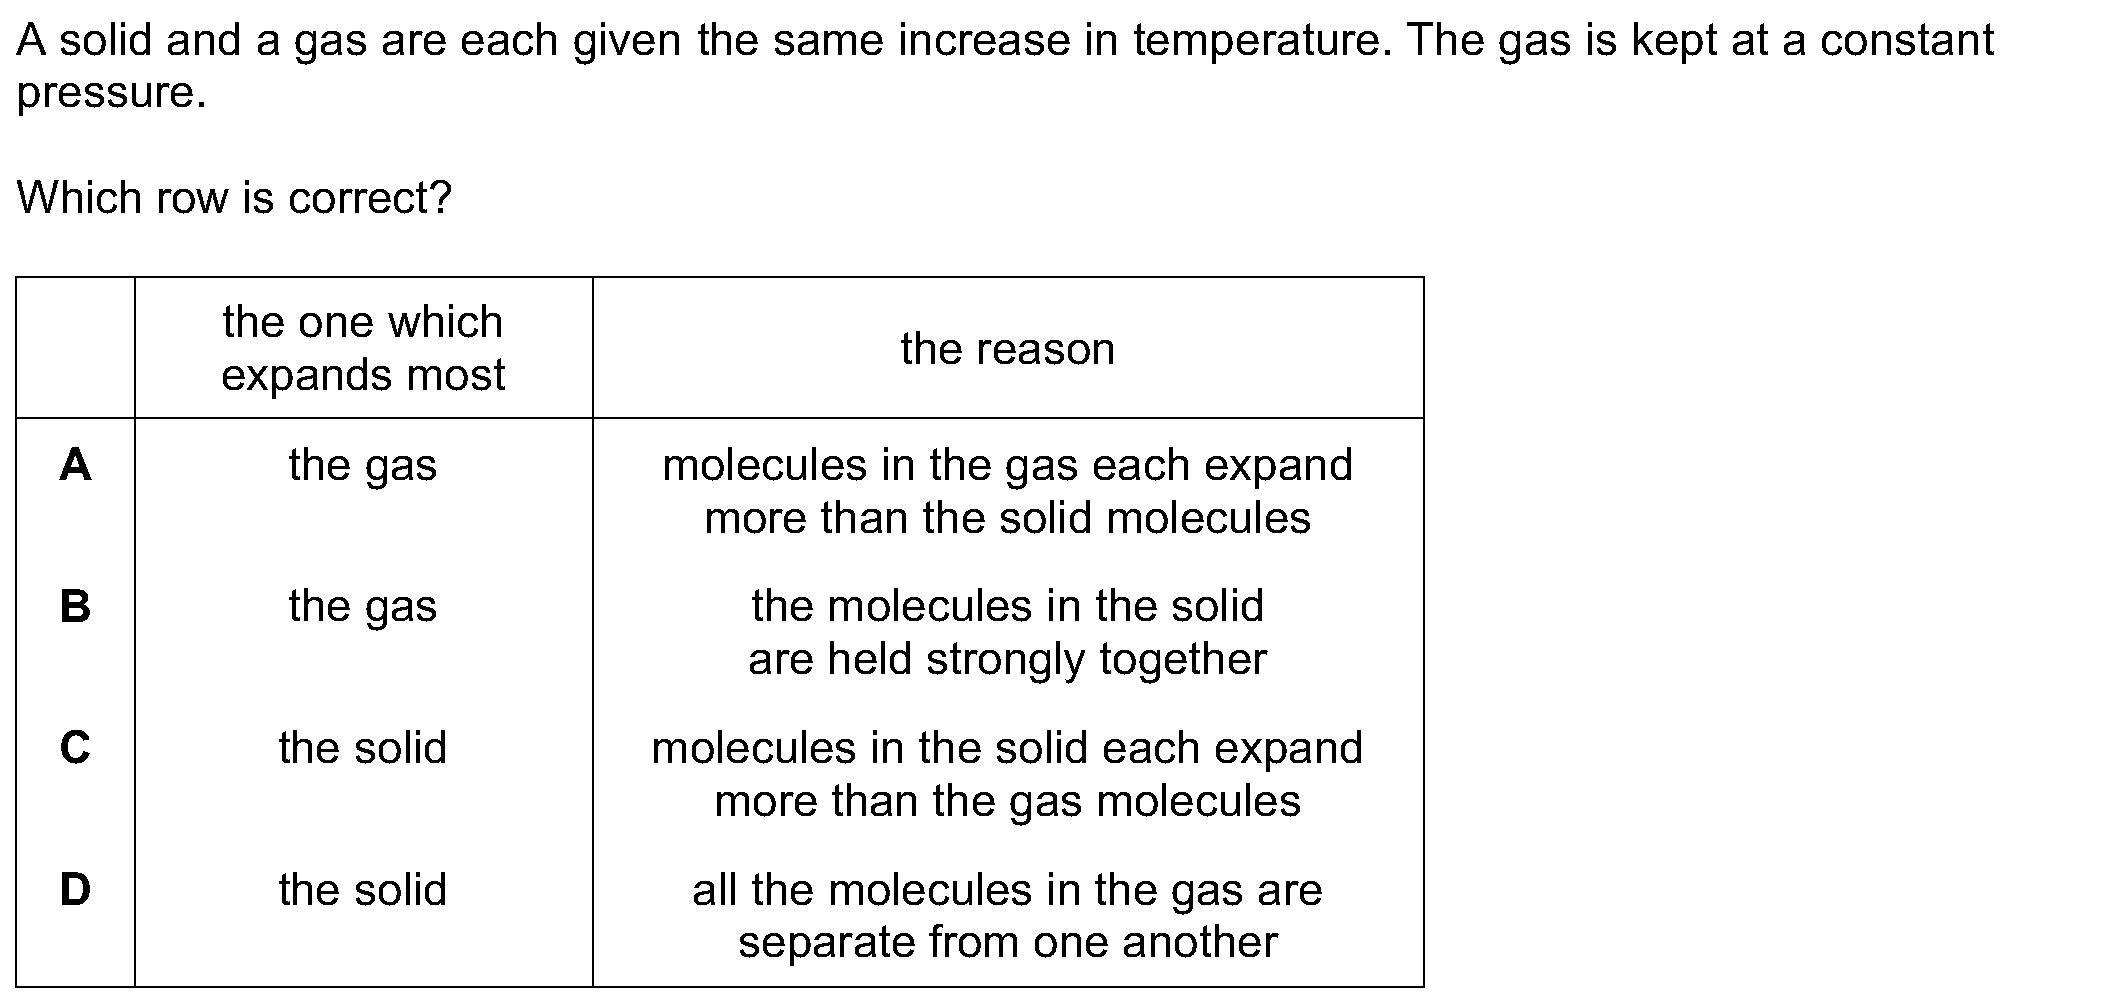 A solid and a gas are each given the same increase in temperature. The gas is kept at a constant
pressure.
Which row is correct?
the one which
expands most
the reason
A
the gas
molecules in the gas each expand
more than the solid molecules
B
the gas
the molecules in the solid
are held strongly together
C
the solid
molecules in the solid each expand
more than the gas molecules
D
the solid
all the molecules in the gas are
separate from one another